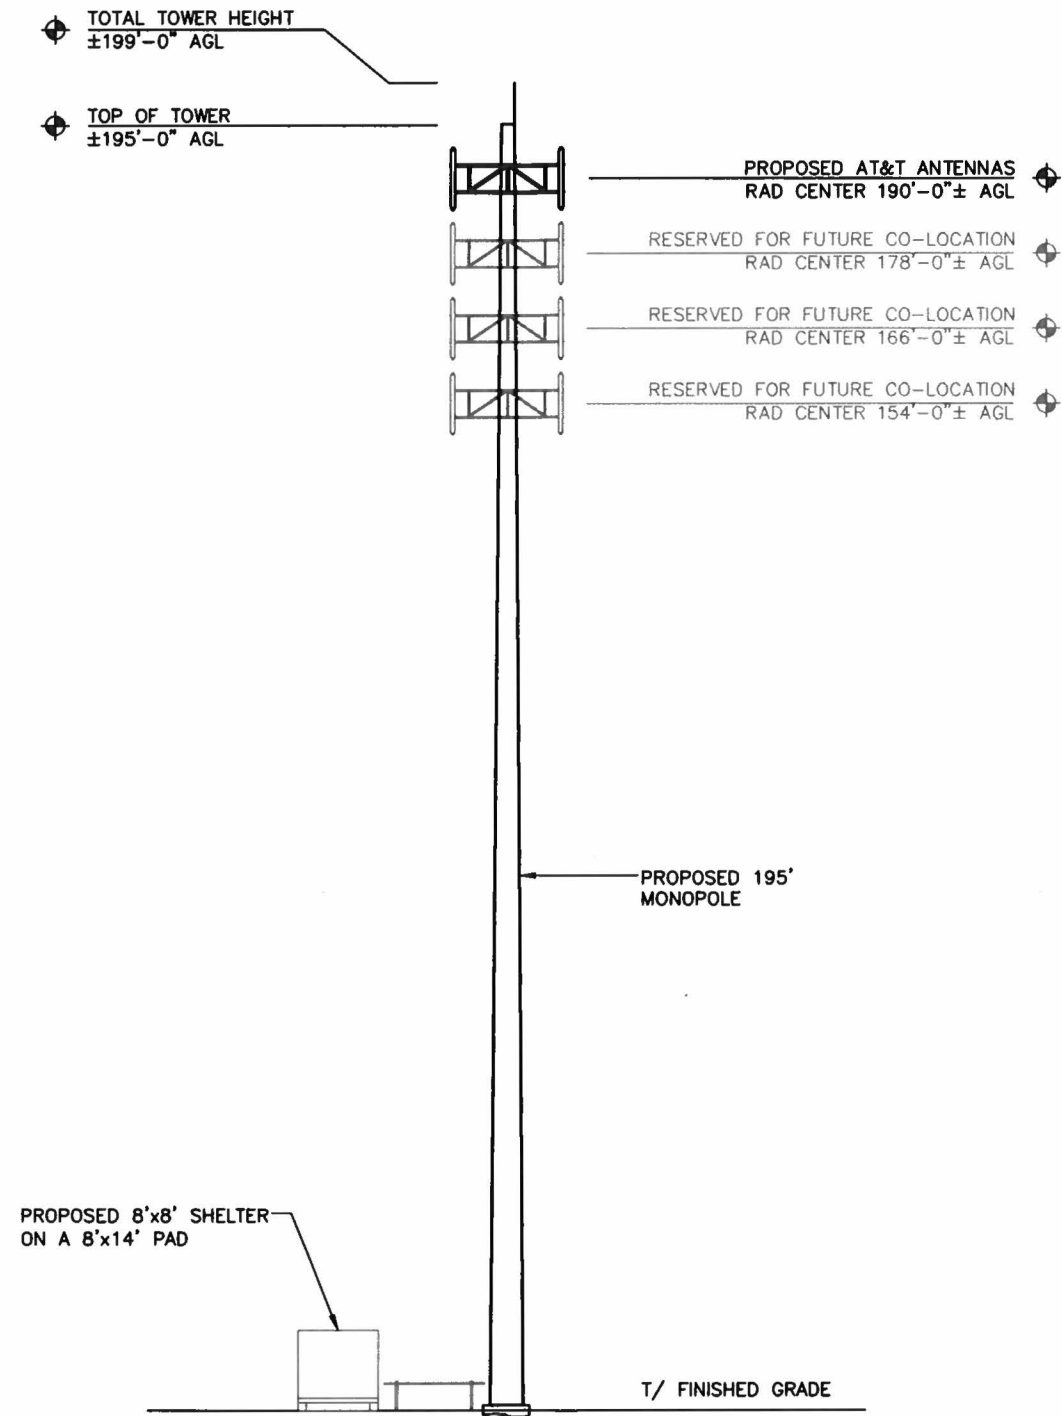 TOTAL TOWER HEIGHT
±199'-0" AGL
TOP OF TOWER
±195'-0" AGL
PROPOSED AT&T ANTENNAS
RAD CENTER 190'-0"± AGL
RESERVED FOR FUTURE CO-LOCATION
RAD CENTER 178'-0"± AGL
RESERVED FOR FUTURE CO-LOCATION
RAD CENTER 166'-0"± AGL
RESERVED FOR FUTURE CO-LOCATION
RAD CENTER 154'-0"± AGL
PROPOSED 195'
MONOPOLE
PROPOSED 8'x8' SHELTER
ON A 8'x14' PAD
T/ FINISHED GRADE